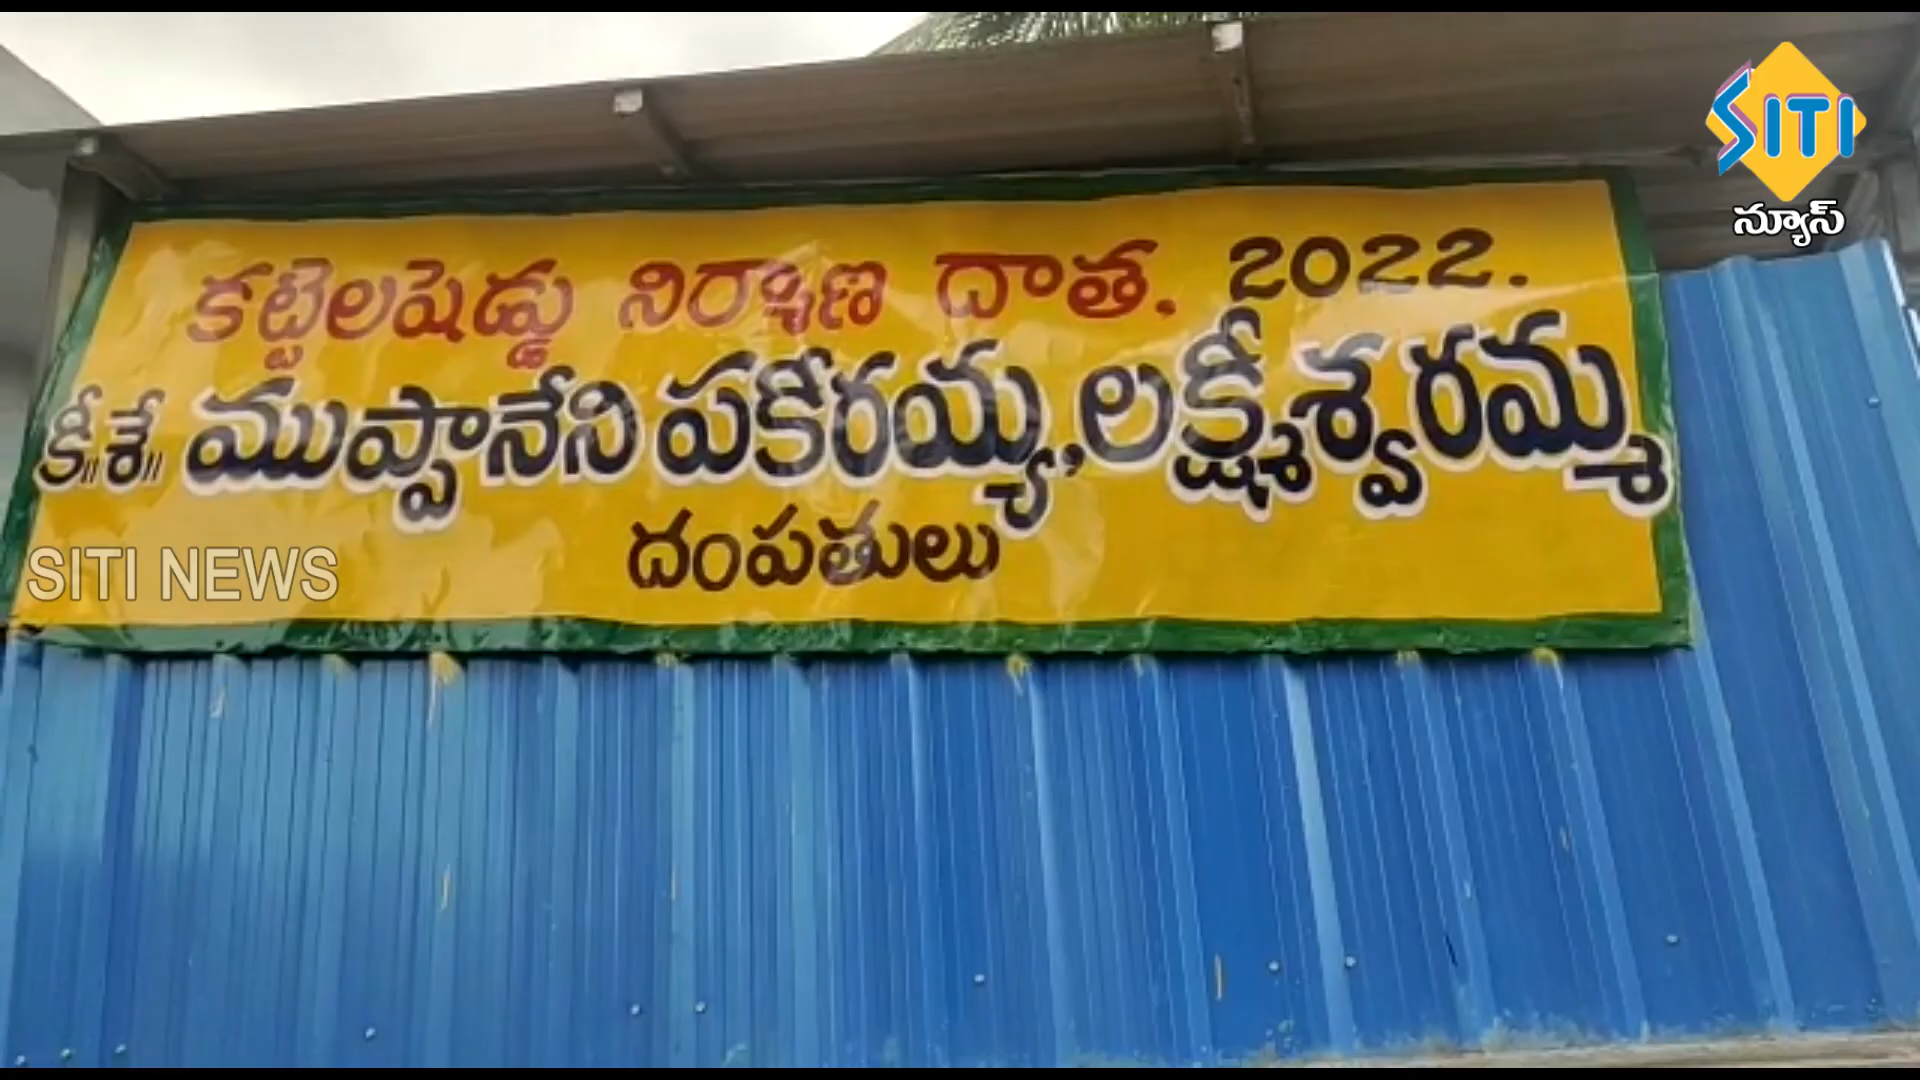 SITI
న్యూస్
కట్టెలషెడ్డు నిర్మాణ దాత. 2022.
కీ॥శే॥ ముప్పానేని పకీరయ్య, లక్ష్మీశ్వరమ్మ
దంపతులు
SITI NEWS